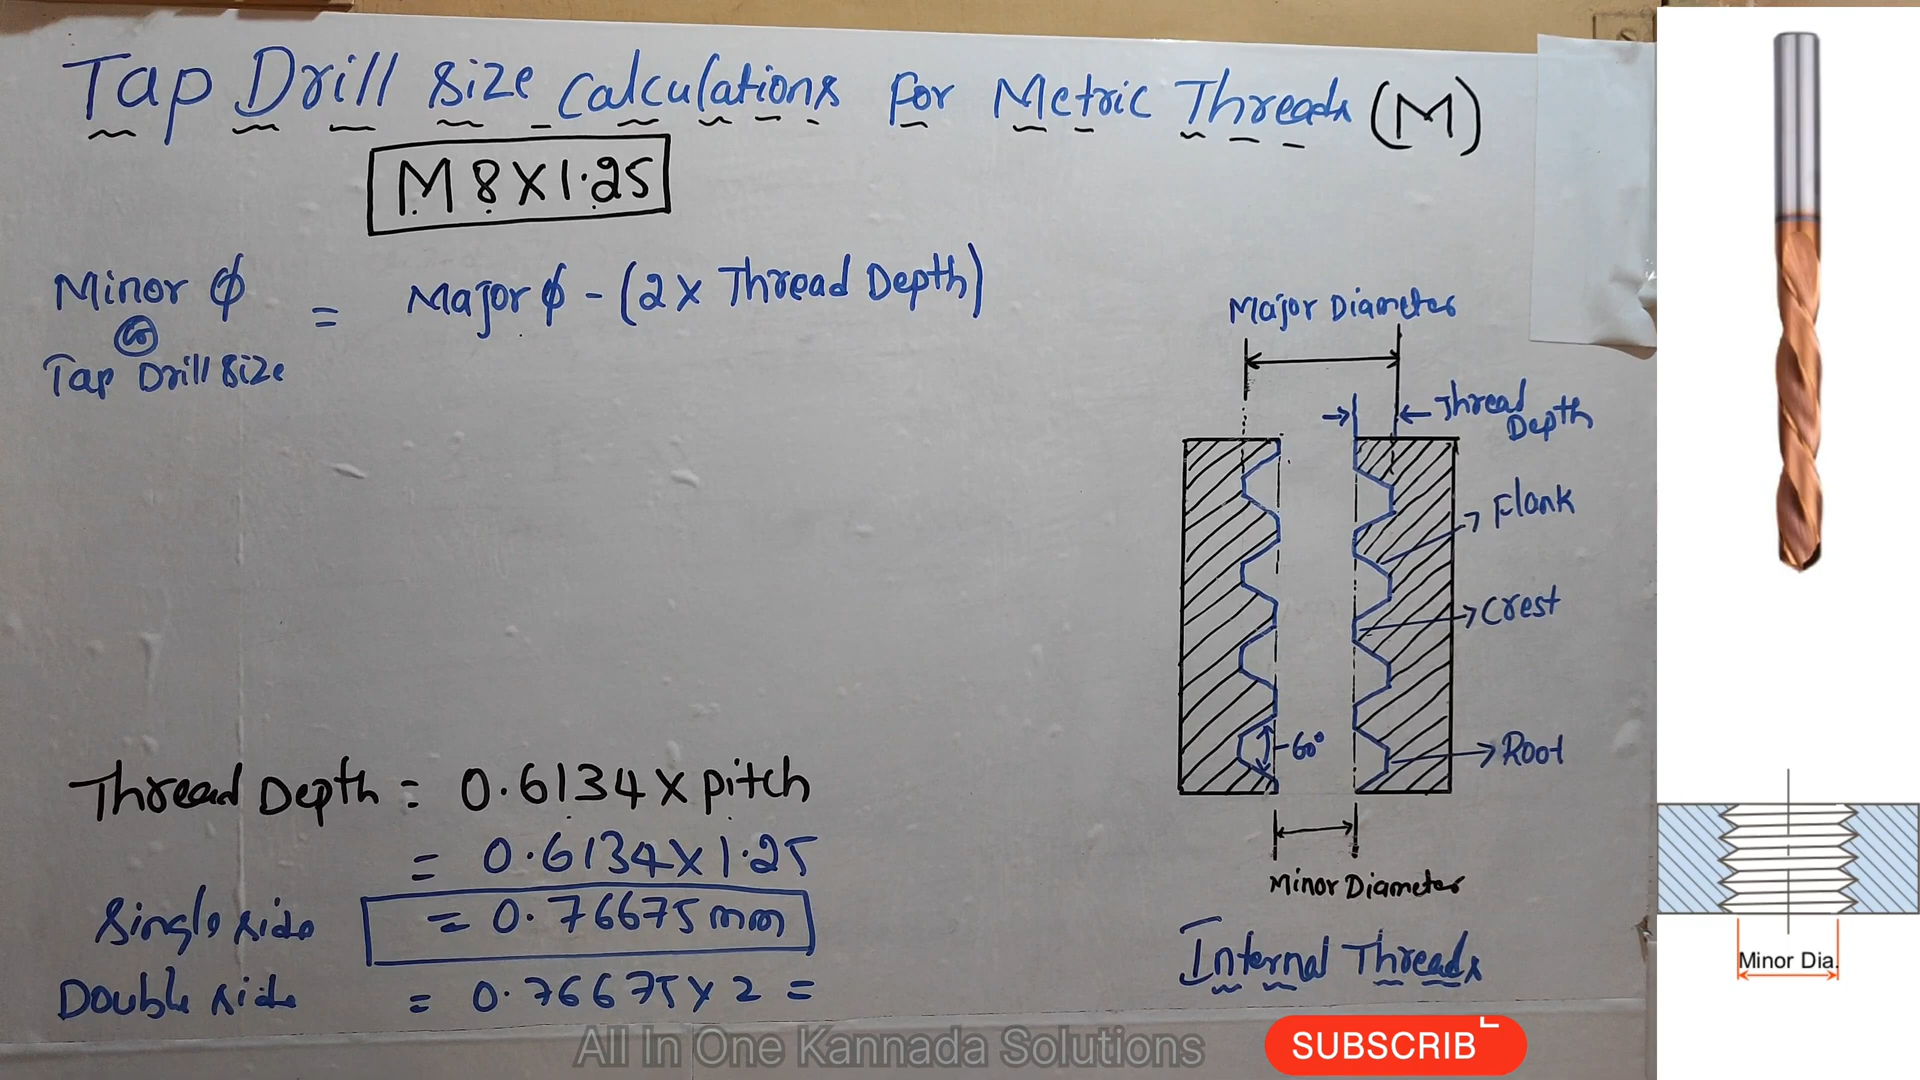 Tap Drill size calculations for Metric Threads (M)
M8X1.25
Minor ϕ
or
Tap Drill size
= Major ϕ - (2 x Thread Depth)
Major Diameter
Thread
Depth
Flank
Crest
60°
Root
Minor Diameter
Internal Threads
Thread Depth = 0.6134 x pitch
= 0.6134 x 1.25
Single side = 0.76675 mm
Double side = 0.76675 x 2 =
Minor Dia.
All In One Kannada Solutions
SUBSCRIB